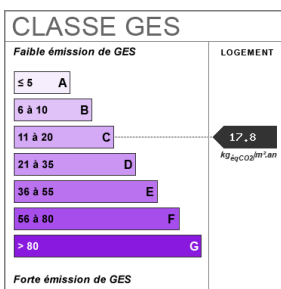 CLASSE GES
Faible émission de GES
LOGEMENT
≤ 5 A
6 à 10 B
11 à 20 C
17.8
kgéqCO2/m².an
21 à 35 D
36 à 55 E
56 à 80 F
> 80 G
Forte émission de GES